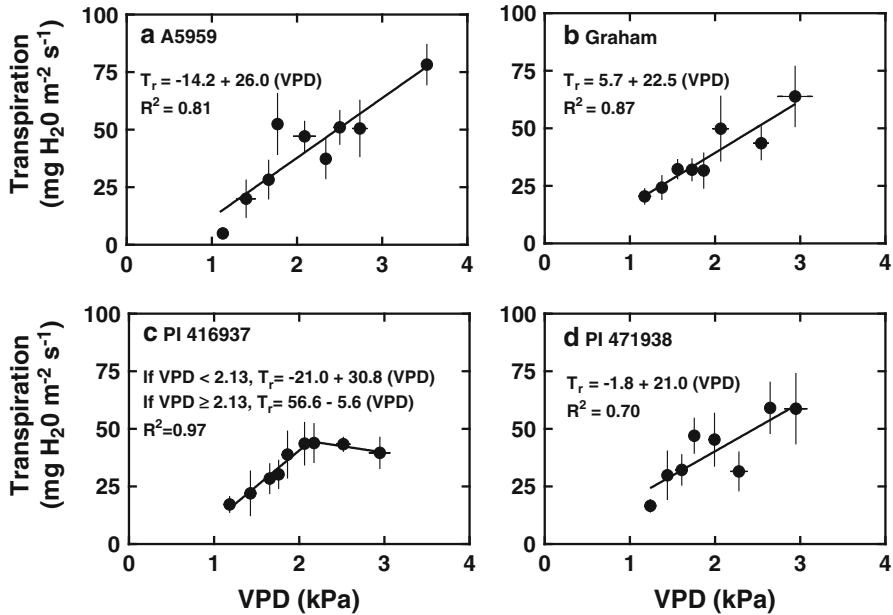 a A5959
T_r = -14.2 + 26.0 (VPD)
R² = 0.81
Transpiration
(mg H₂0 m⁻² s⁻¹)
100
75
50
25
0
0 1 2 3 4
b Graham
T_r = 5.7 + 22.5 (VPD)
R² = 0.87
100
75
50
25
0
0 1 2 3 4
c PI 416937
If VPD < 2.13, T_r= -21.0 + 30.8 (VPD)
If VPD ≥ 2.13, T_r= 56.6 - 5.6 (VPD)
R²=0.97
Transpiration
(mg H₂0 m⁻² s⁻¹)
100
75
50
25
0
0 1 2 3 4
VPD (kPa)
d PI 471938
T_r = -1.8 + 21.0 (VPD)
R² = 0.70
100
75
50
25
0
0 1 2 3 4
VPD (kPa)